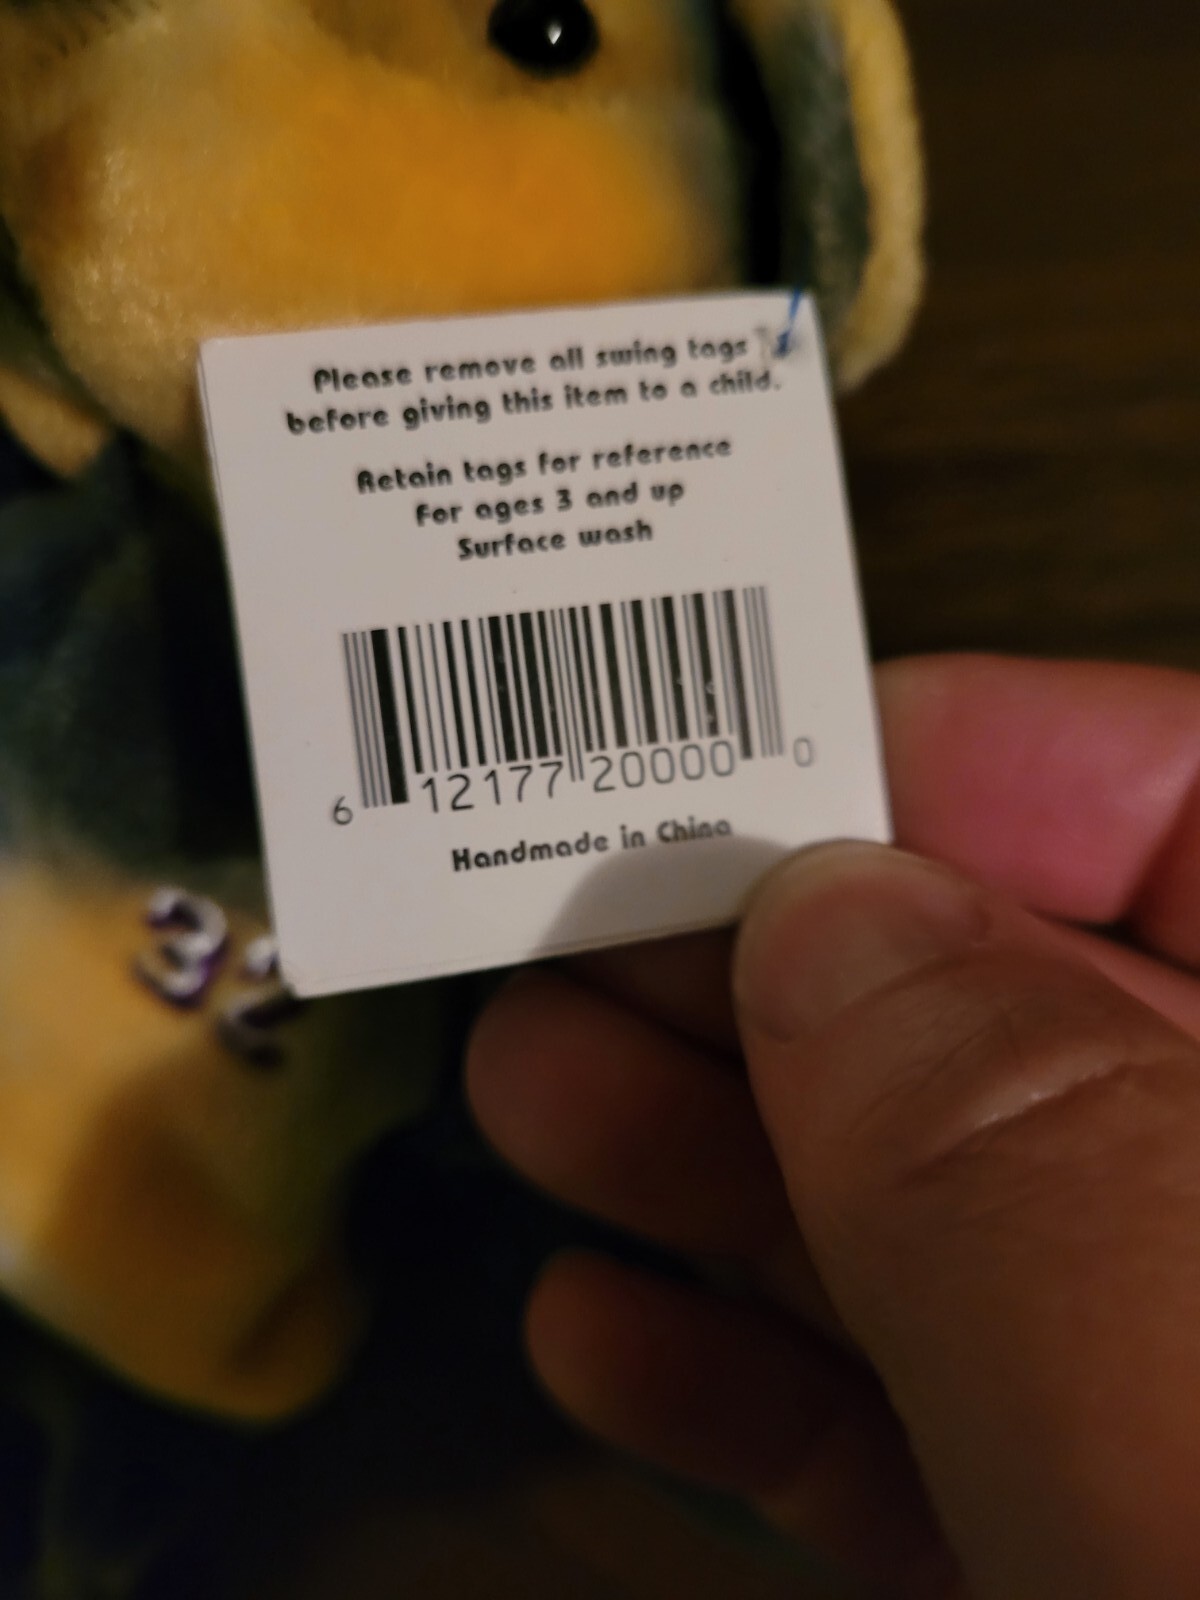 Please remove all swing tags
before giving this item to a child.
Retain tags for reference
For ages 3 and up
Surface wash
6 12177 20000 0
Handmade in China
32